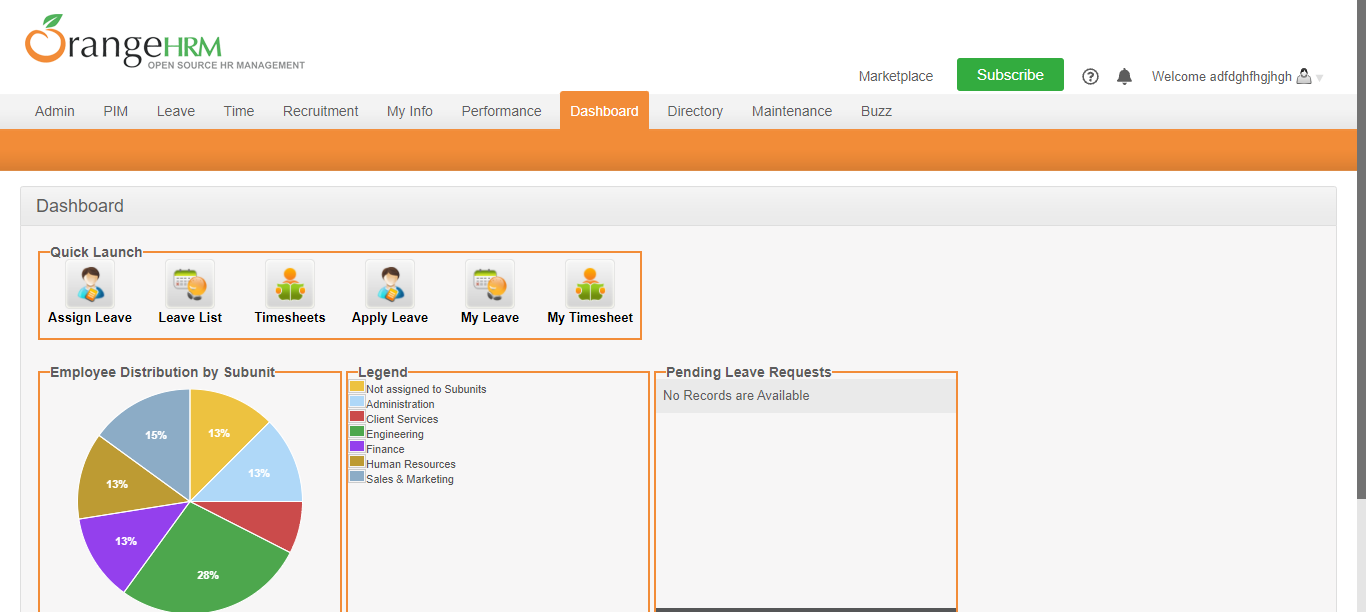 OrangeHRM
OPEN SOURCE HR MANAGEMENT
Marketplace Subscribe ? Welcome adfdghfhgjhgh
Admin PIM Leave Time Recruitment My Info Performance Dashboard Directory Maintenance Buzz
Dashboard
Quick Launch
Assign Leave Leave List Timesheets Apply Leave My Leave My Timesheet
Employee Distribution by Subunit
13%
13%
28%
13%
13%
15%
Legend
Not assigned to Subunits
Administration
Client Services
Engineering
Finance
Human Resources
Sales & Marketing
Pending Leave Requests
No Records are Available